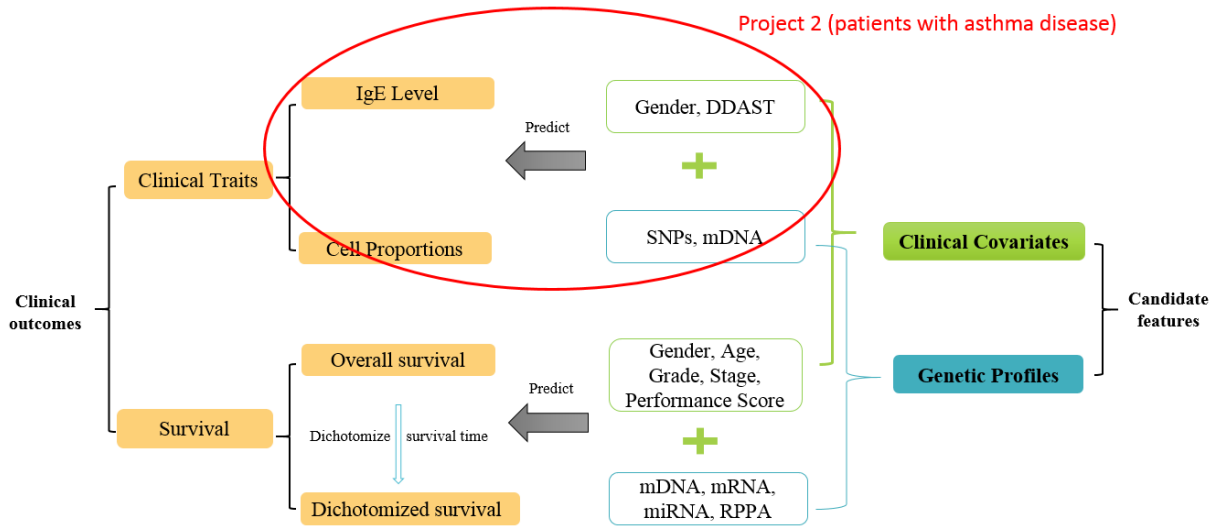 Project 2 (patients with asthma disease)
IgE Level
Gender, DDAST
Predict
Clinical Traits
Cell Proportions
SNPs, mDNA
Clinical Covariates
Clinical
outcomes
Candidate
features
Overall survival
Gender, Age,
Grade, Stage,
Performance Score
Genetic Profiles
Predict
Survival
Dichotomize survival time
Dichotomized survival
mDNA, mRNA,
miRNA, RPPA